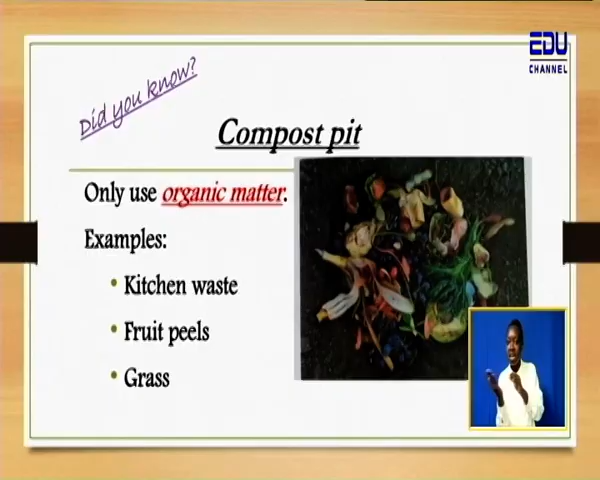 EDU
CHANNEL
Did you know?
Compost pit
Only use organic matter.
Examples:
• Kitchen waste
• Fruit peels
• Grass